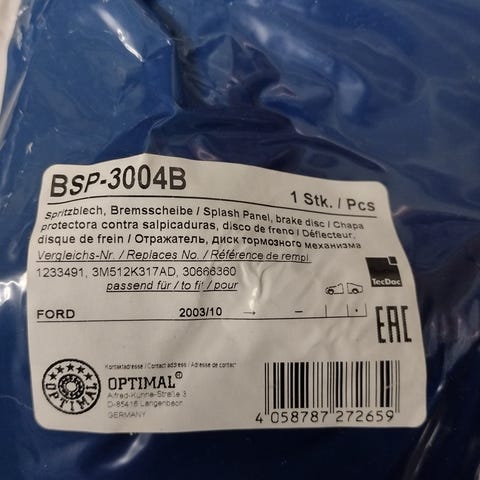 BSP-3004B
1 Stk. / Pcs
Spritzblech, Bremsscheibe / Splash Panel, brake disc / Chapa
protectora contra salpicaduras, disco de freno / Déflecteur,
disque de frein / Отражатель, диск тормозного механизма
Vergleichs-Nr. / Replaces No. / Référence de rempl.
1233491, 3M512K317AD, 30666360
passend für / to fit / pour
TecDoc
FORD 2003/10 → –
EAC
Kontaktadresse / Contact address / Adresse de contact
OPTIMAL
OPTIMAL®
Alfred-Kühne-Straße 3
D-85416 Langenbach
GERMANY
4 058787 272659